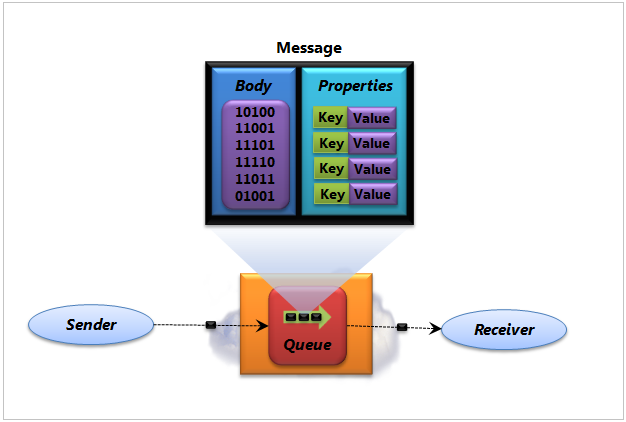 Message
Body
Properties
10100
11001
11101
11110
11011
01001
Key Value
Key Value
Key Value
Key Value
Sender
Queue
Receiver